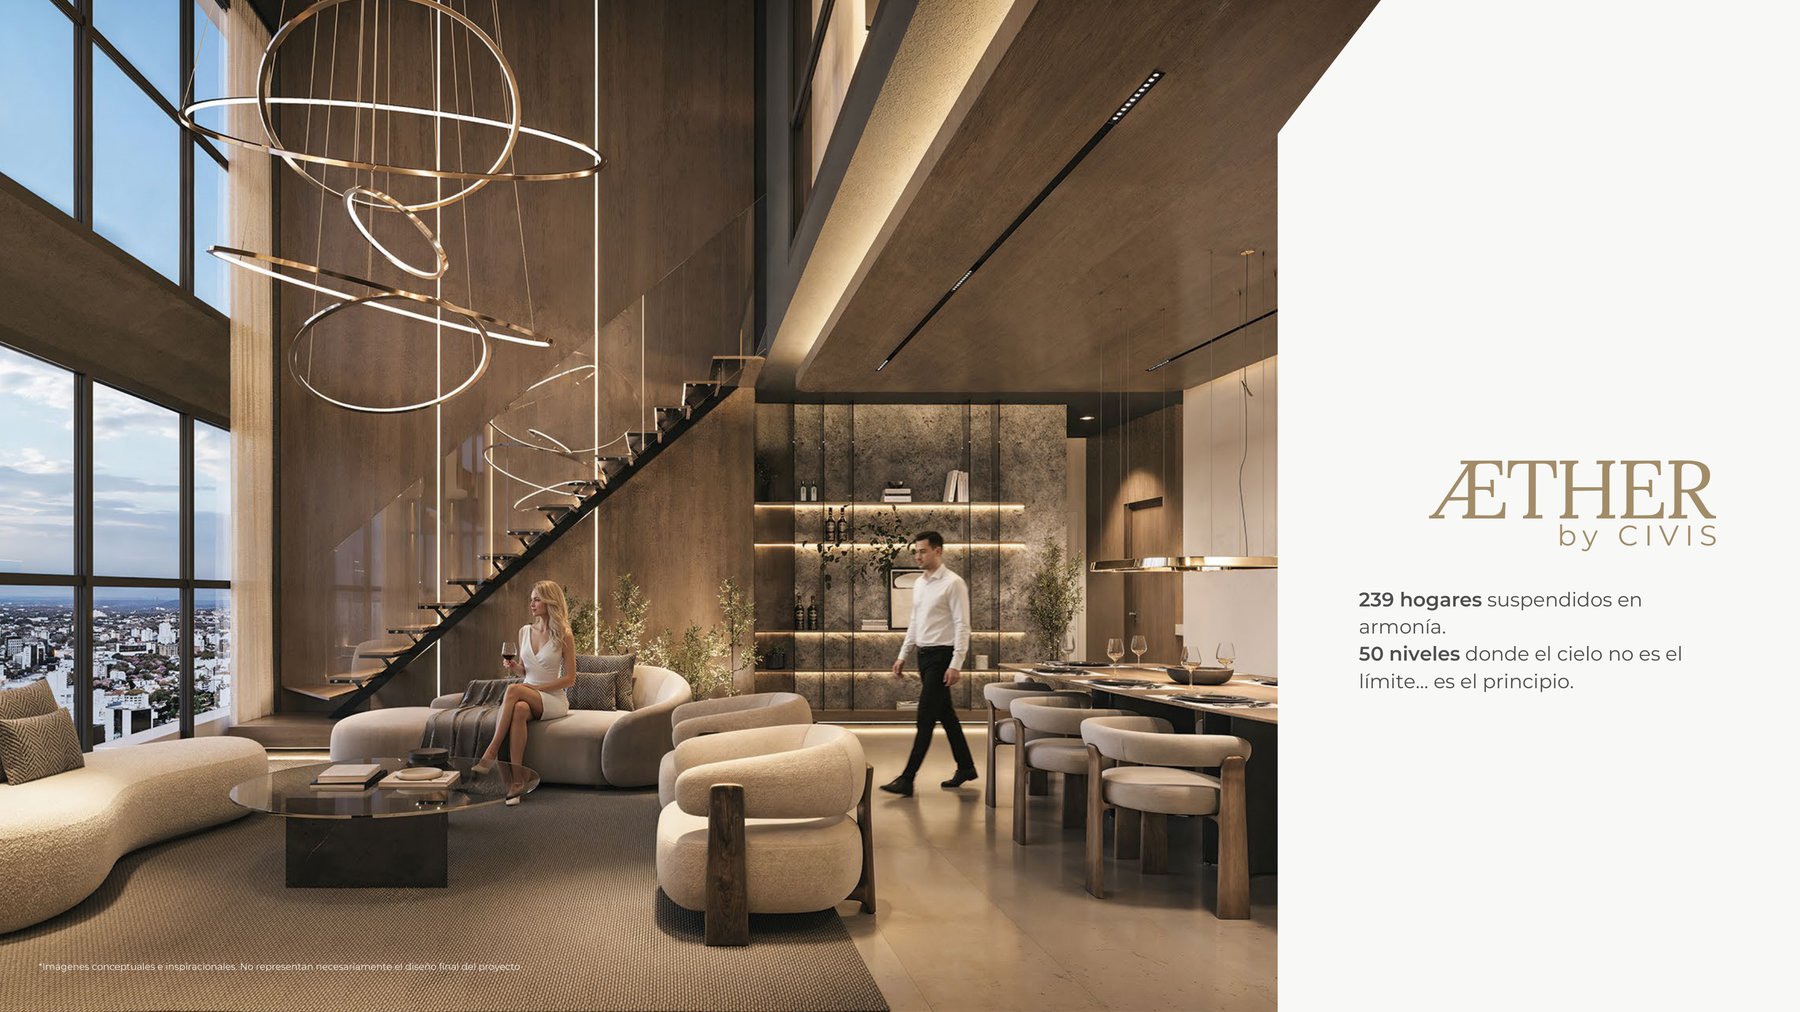 ÆTHER
by CIVIS
239 hogares suspendidos en
armonía.
50 niveles donde el cielo no es el
límite... es el principio.
*Imágenes conceptuales e inspiracionales. No representan necesariamente el diseño final del proyecto